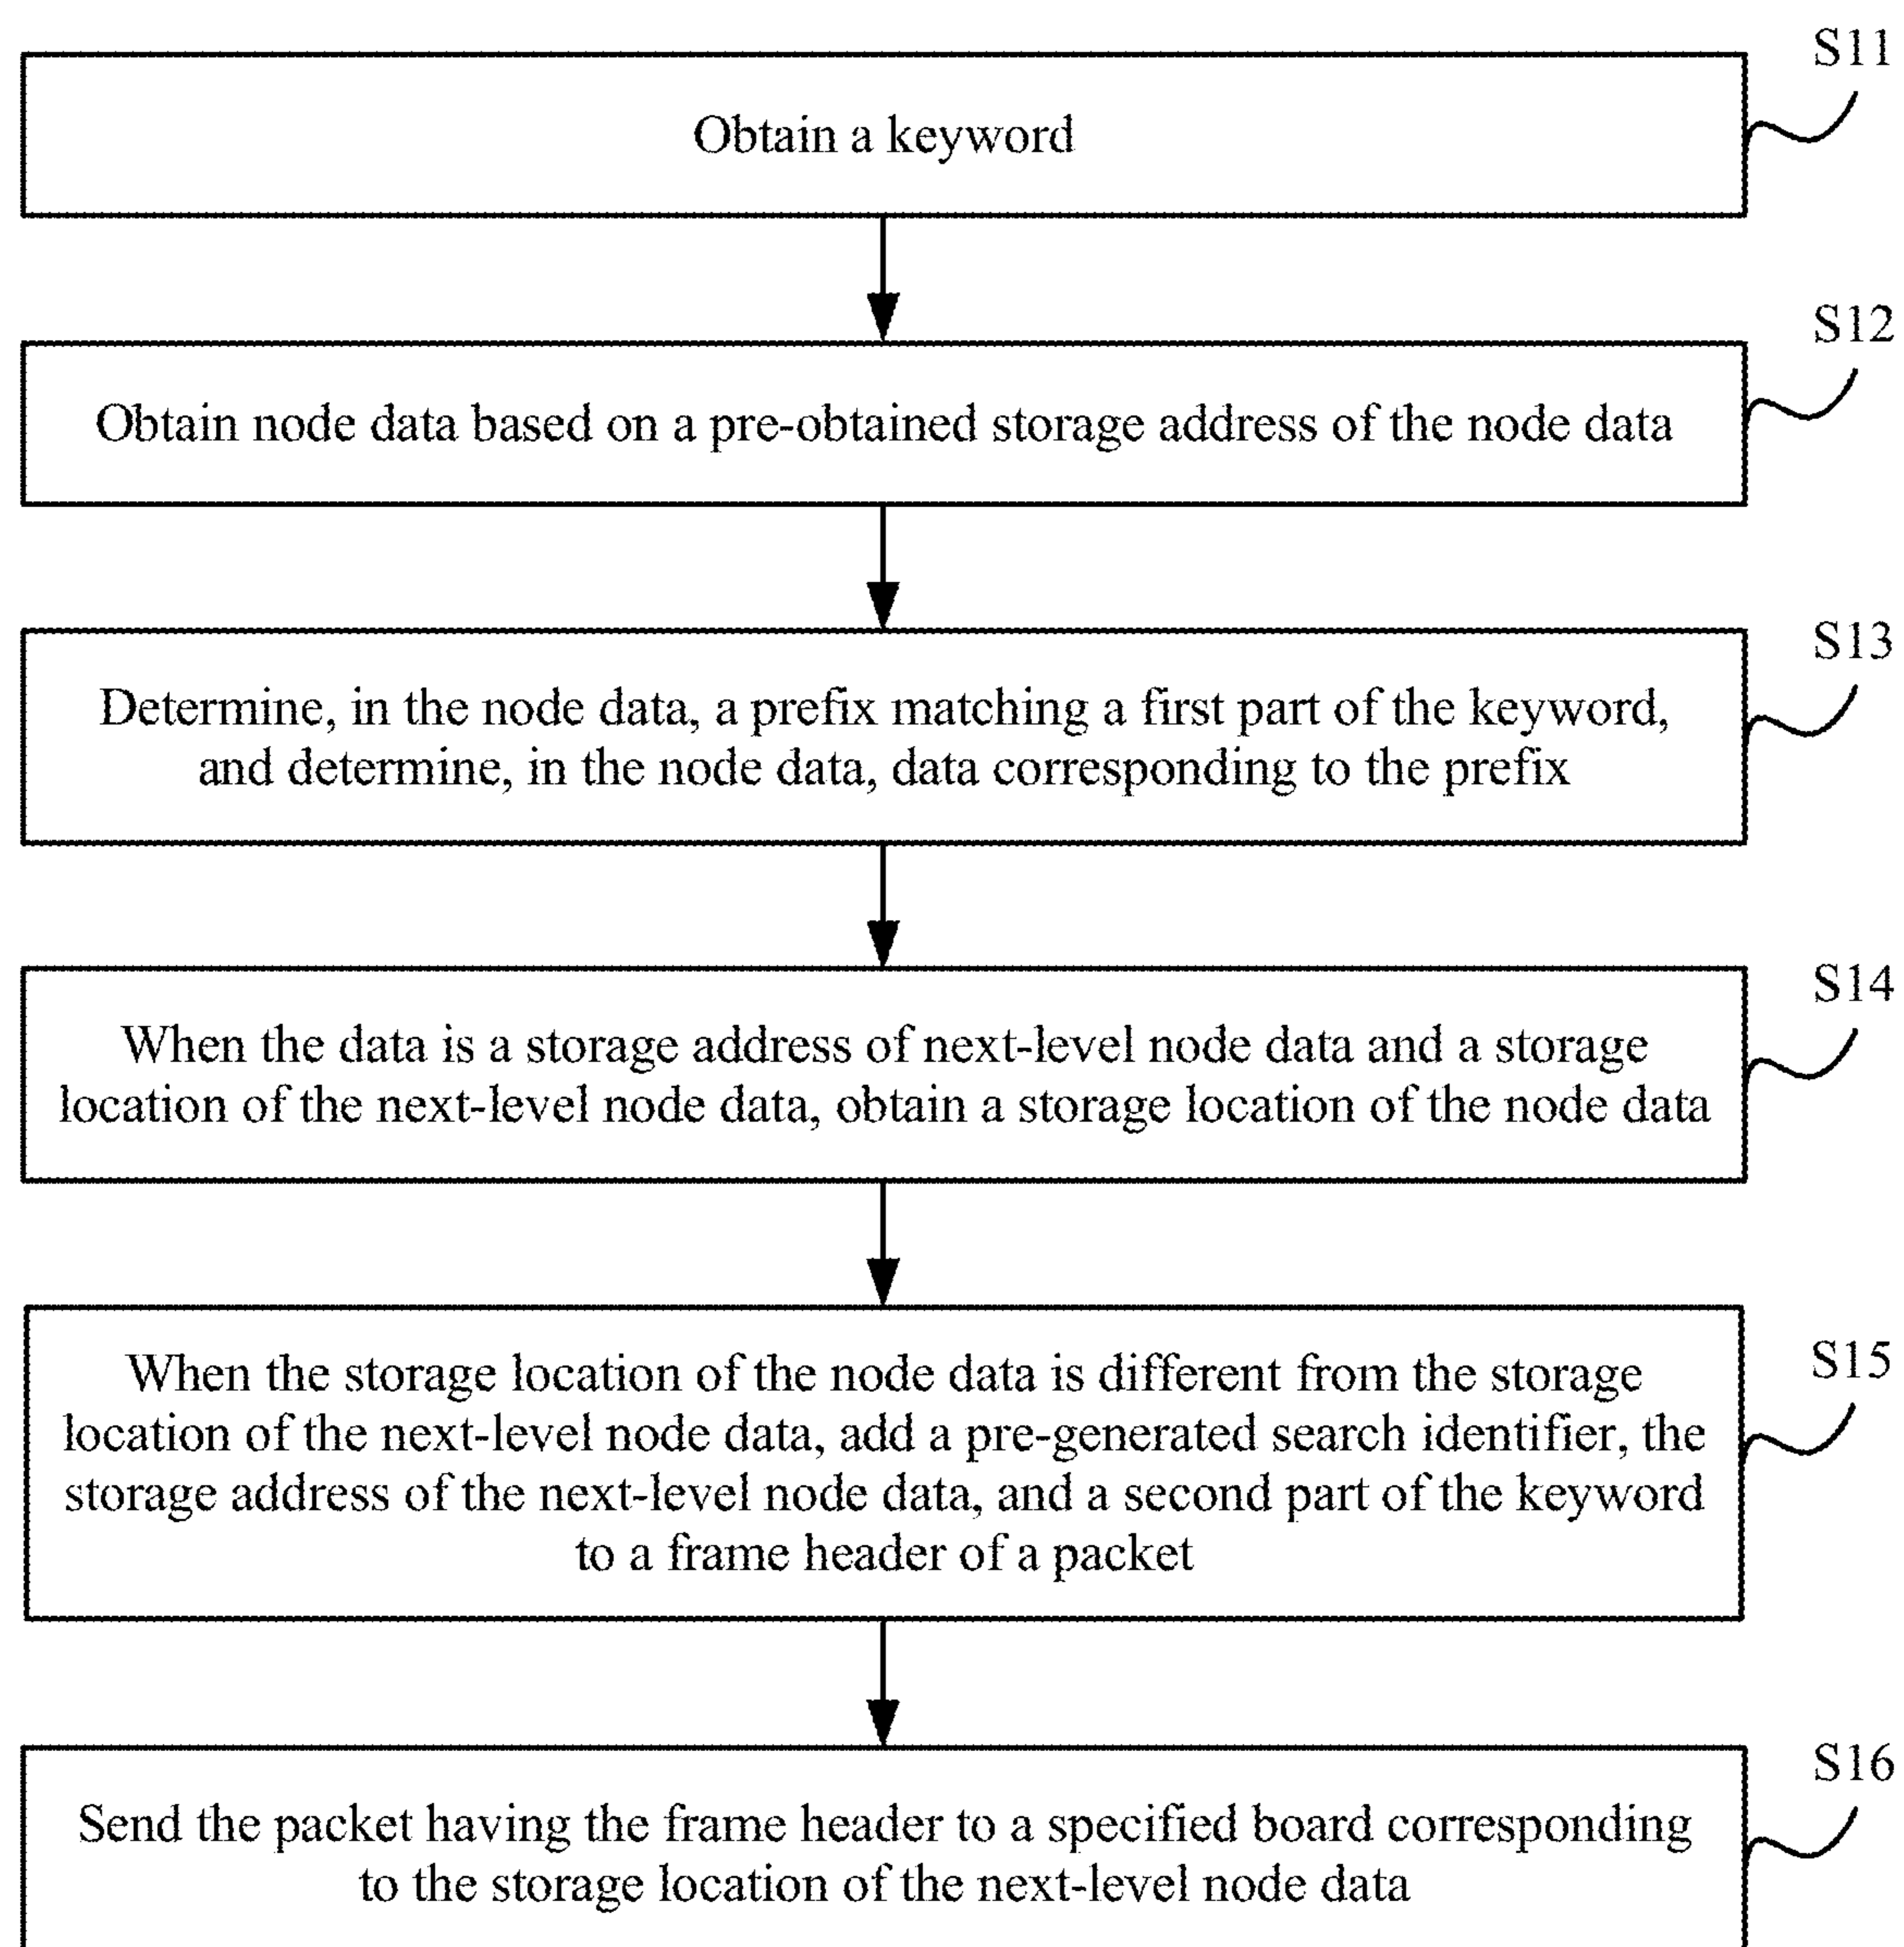 S11
Obtain a keyword
S12
Obtain node data based on a pre-obtained storage address of the node data
S13
Determine, in the node data, a prefix matching a first part of the keyword,
and determine, in the node data, data corresponding to the prefix
S14
When the data is a storage address of next-level node data and a storage
location of the next-level node data, obtain a storage location of the node data
S15
When the storage location of the node data is different from the storage
location of the next-level node data, add a pre-generated search identifier, the
storage address of the next-level node data, and a second part of the keyword
to a frame header of a packet
S16
Send the packet having the frame header to a specified board corresponding
to the storage location of the next-level node data